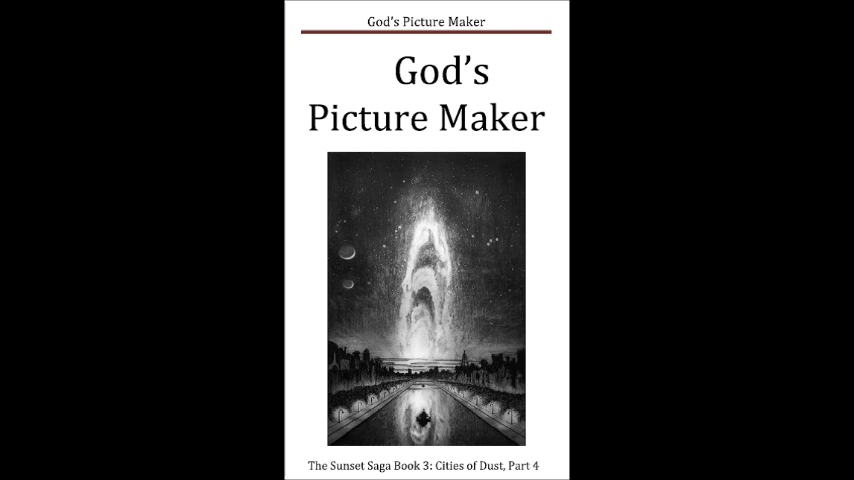 God’s Picture Maker
God’s
Picture Maker
The Sunset Saga Book 3: Cities of Dust, Part 4